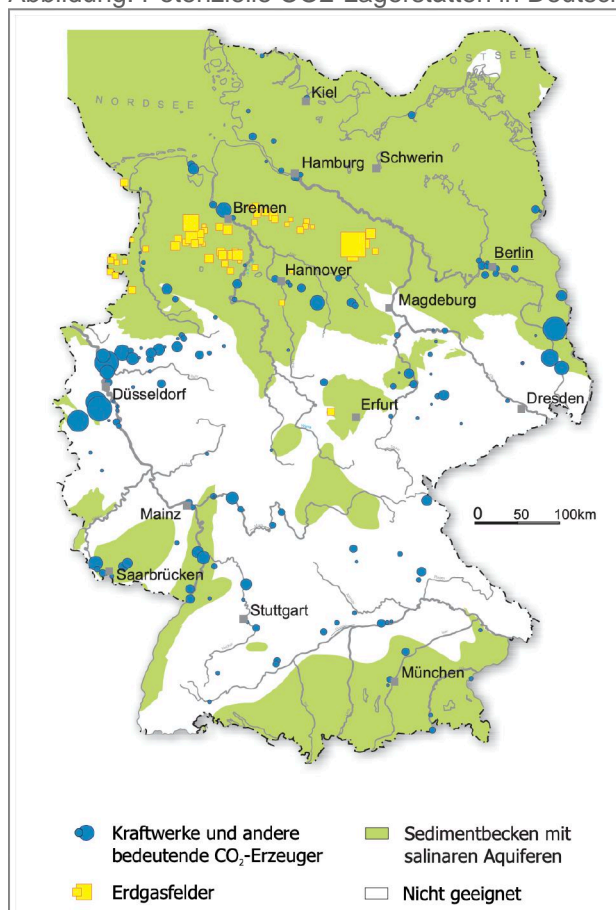 Abbildung: Potenzielle CO2-Lagerstätten in Deutsch
NORDSEE
OSTSEE
Kiel
Hamburg
Schwerin
Bremen
Berlin
Hannover
Magdeburg
Düsseldorf
Erfurt
Dresden
Mainz
0 50 100km
Saarbrücken
Stuttgart
München
Kraftwerke und andere
bedeutende CO₂-Erzeuger
Sedimentbecken mit
salinaren Aquiferen
Erdgasfelder
Nicht geeignet